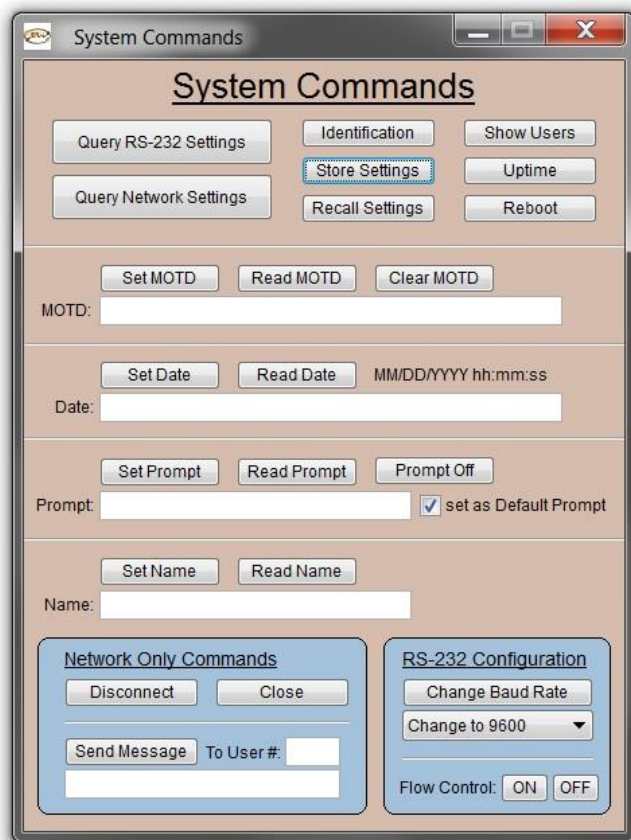 System Commands
System Commands
Query RS-232 Settings
Identification
Show Users
Store Settings
Uptime
Query Network Settings
Recall Settings
Reboot
Set MOTD Read MOTD Clear MOTD
MOTD:
Set Date Read Date MM/DD/YYYY hh:mm:ss
Date:
Set Prompt Read Prompt Prompt Off
Prompt: set as Default Prompt
Set Name Read Name
Name:
Network Only Commands
Disconnect Close
Send Message To User #:
RS-232 Configuration
Change Baud Rate
Change to 9600
Flow Control: ON OFF